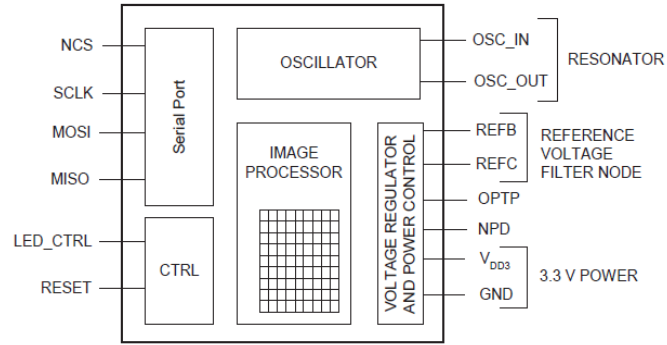 NCS
SCLK
MOSI
MISO
LED_CTRL
RESET
Serial Port
CTRL
OSCILLATOR
IMAGE
PROCESSOR
VOLTAGE REGULATOR
AND POWER CONTROL
OSC_IN
OSC_OUT
RESONATOR
REFB
REFC
REFERENCE
VOLTAGE
FILTER NODE
OPTP
NPD
VDD3
GND
3.3 V POWER